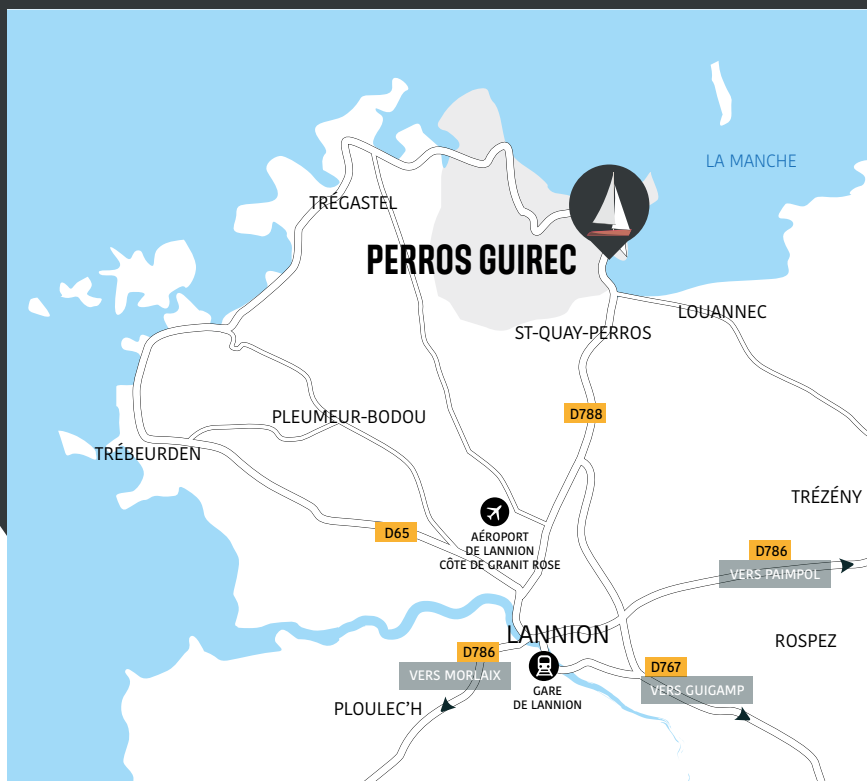 LA MANCHE
TRÉGASTEL
PERROS GUIREC
LOUANNEC
ST-QUAY-PERROS
D788
PLEUMEUR-BODOU
TRÉBEURDEN
TRÉZÉNY
D65
AÉROPORT
DE LANNION
CÔTE DE GRANIT ROSE
D786
VERS PAIMPOL
LANNION
ROSPEZ
D786
VERS MORLAIX
D767
VERS GUIGAMP
GARE
DE LANNION
PLOULEC'H